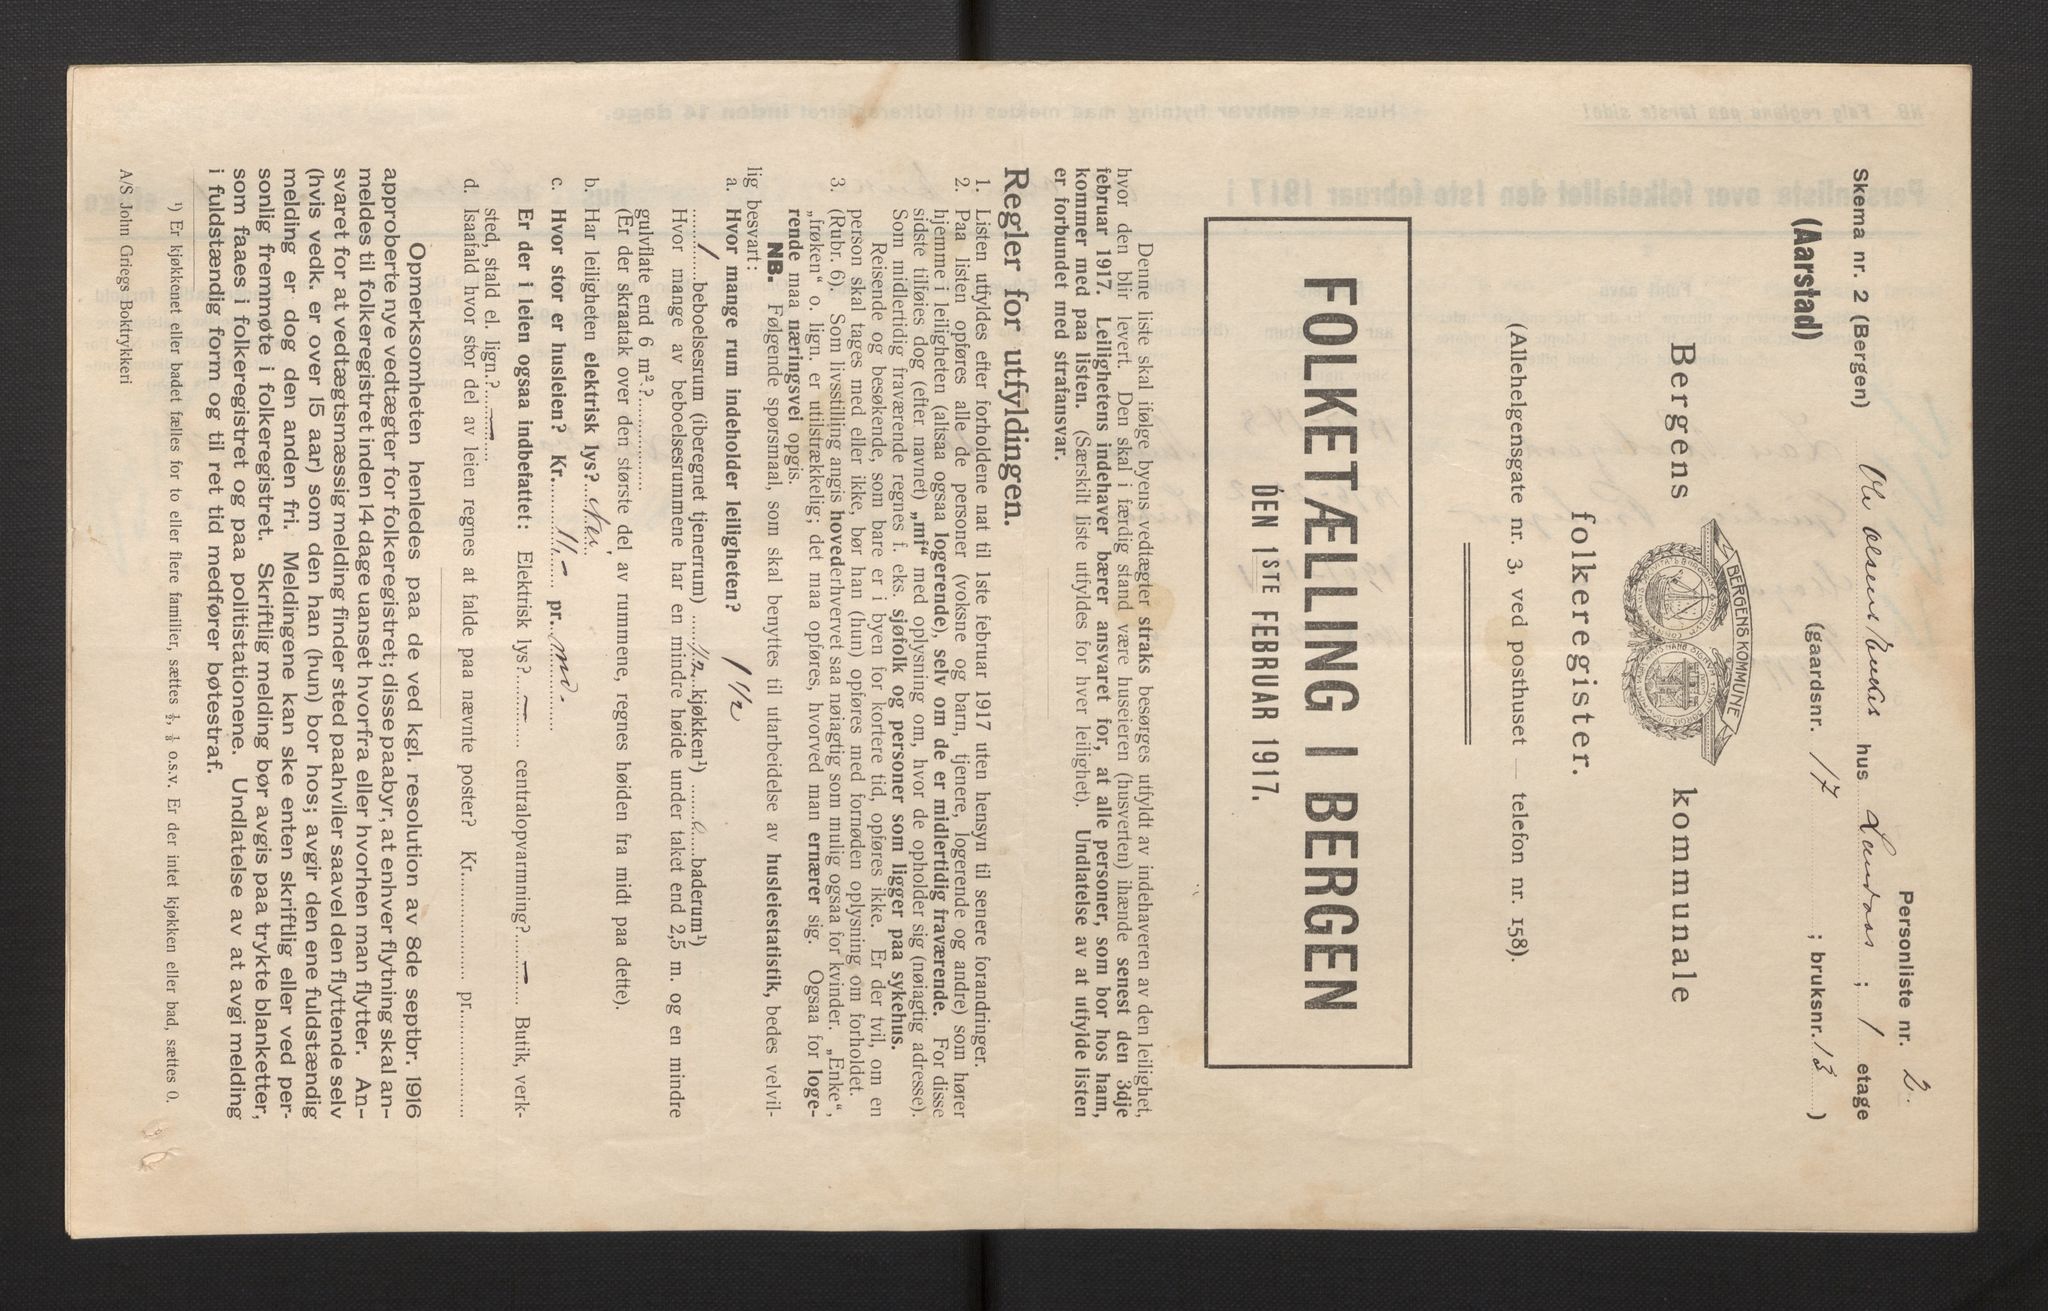 Skema nr. 2 (Bergen)
(Aarstad)
Personliste nr. 2.
Ole Olsens Enkes hus Landaas ; 1 etage
(gaardsnr. 17 ; bruksnr. 13 )
Bergens kommunale
BERGENS KOMMUNE
folkeregister.
(Allehelgensgate nr. 3, ved posthuset — telefon nr. 158).
FOLKETÆLLING I BERGEN
DEN 1STE FEBRUAR 1917.
Denne liste skal ifølge byens vedtægter straks besørges utfyldt av indehaveren av den leilighet,
hvor den blir levert. Den skal i færdig stand være huseieren (husverten) ihænde senest den 3dje
februar 1917. Leilighetens indehaver bærer ansvaret for, at alle personer, som bor hos ham,
kommer med paa listen. (Særskilt liste utfyldes for hver leilighet). Undlatelse av at utfylde listen
er forbundet med strafansvar.
Regler for utfyldingen.
1. Listen utfyldes efter forholdene nat til 1ste februar 1917 uten hensyn til senere forandringer.
2. Paa listen opføres alle de personer (voksne og barn, tjenere, logerende og andre) som hører
hjemme i leiligheten (altsaa ogsaa logerende), selv om de er midlertidig fraværende. For disse
sidste tilføies dog (efter navnet) „mf“ med oplysning om, hvor de opholder sig (nøiagtig adresse).
Som midlertidig fraværende regnes f. eks. sjøfolk og personer som ligger paa sykehus.
Reisende og besøkende, som bare er i byen for kortere tid, opføres ikke. Er der tvil, om en
person skal tages med eller ikke, bør han (hun) opføres med fornøden oplysning om forholdet.
3. (Rubr. 6). Som livsstilling angis hovederhvervet saa nøiagtig som mulig ogsaa for kvinder. „Enke“,
„frøken“ o. lign. er utilstrækkelig; det maa opføres, hvorved man ernærer sig. Ogsaa for loge-
rende maa næringsvei opgis.
NB. Følgende spørsmaal, som skal benyttes til utarbeidelse av husleiestatistik, bedes velvil-
lig besvart:
a. Hvor mange rum indeholder leiligheten? 1 1/2
1 beboelsesrum (iberegnet tjenerrum) 1/2 kjøkken¹) 0 baderum¹)
Hvor mange av beboelsesrummene har en mindre høide under taket end 2,5 m. og en mindre
gulvflate end 6 m²?
(Er der skraatak over den største del av rummene, regnes høiden fra midt paa dette).
b. Har leiligheten elektrisk lys? Nei
c. Hvor stor er husleien? Kr. 11 — pr. md.
Er der i leien ogsaa indbefattet: Elektrisk lys? — centralopvarmning? — Butik, verk-
sted, stald el. lign.? —
d. Isaafald hvor stor del av leien regnes at falde paa nævnte poster? Kr. pr.
Opmerksomheten henledes paa de ved kgl. resolution av 8de septbr. 1916
approberte nye vedtægter for folkeregistret; disse paabyr, at enhver flytning skal an-
meldes til folkeregistret inden 14 dage uanset hvorfra eller hvorhen man flytter. An-
svaret for at vedtægtsmæssig melding finder sted paahviler saavel den flyttende selv
(hvis vedk. er over 15 aar) som den han (hun) bor hos; avgir den ene fuldstændig
melding er dog den anden fri. Meldingene kan ske enten skriftlig eller ved per-
sonlig fremmøte i folkeregistret. Skriftlig melding bør avgis paa trykte blanketter,
som faaes i folkeregistret og paa politistationene. Undlatelse av at avgi melding
i fuldstændig form og til ret tid medfører bøtestraf.
¹) Er kjøkkenet eller badet fælles for to eller flere familier, sættes ½, ⅓ o.s.v. Er der intet kjøkken eller bad, sættes 0.
A/S John Griegs Boktrykkeri